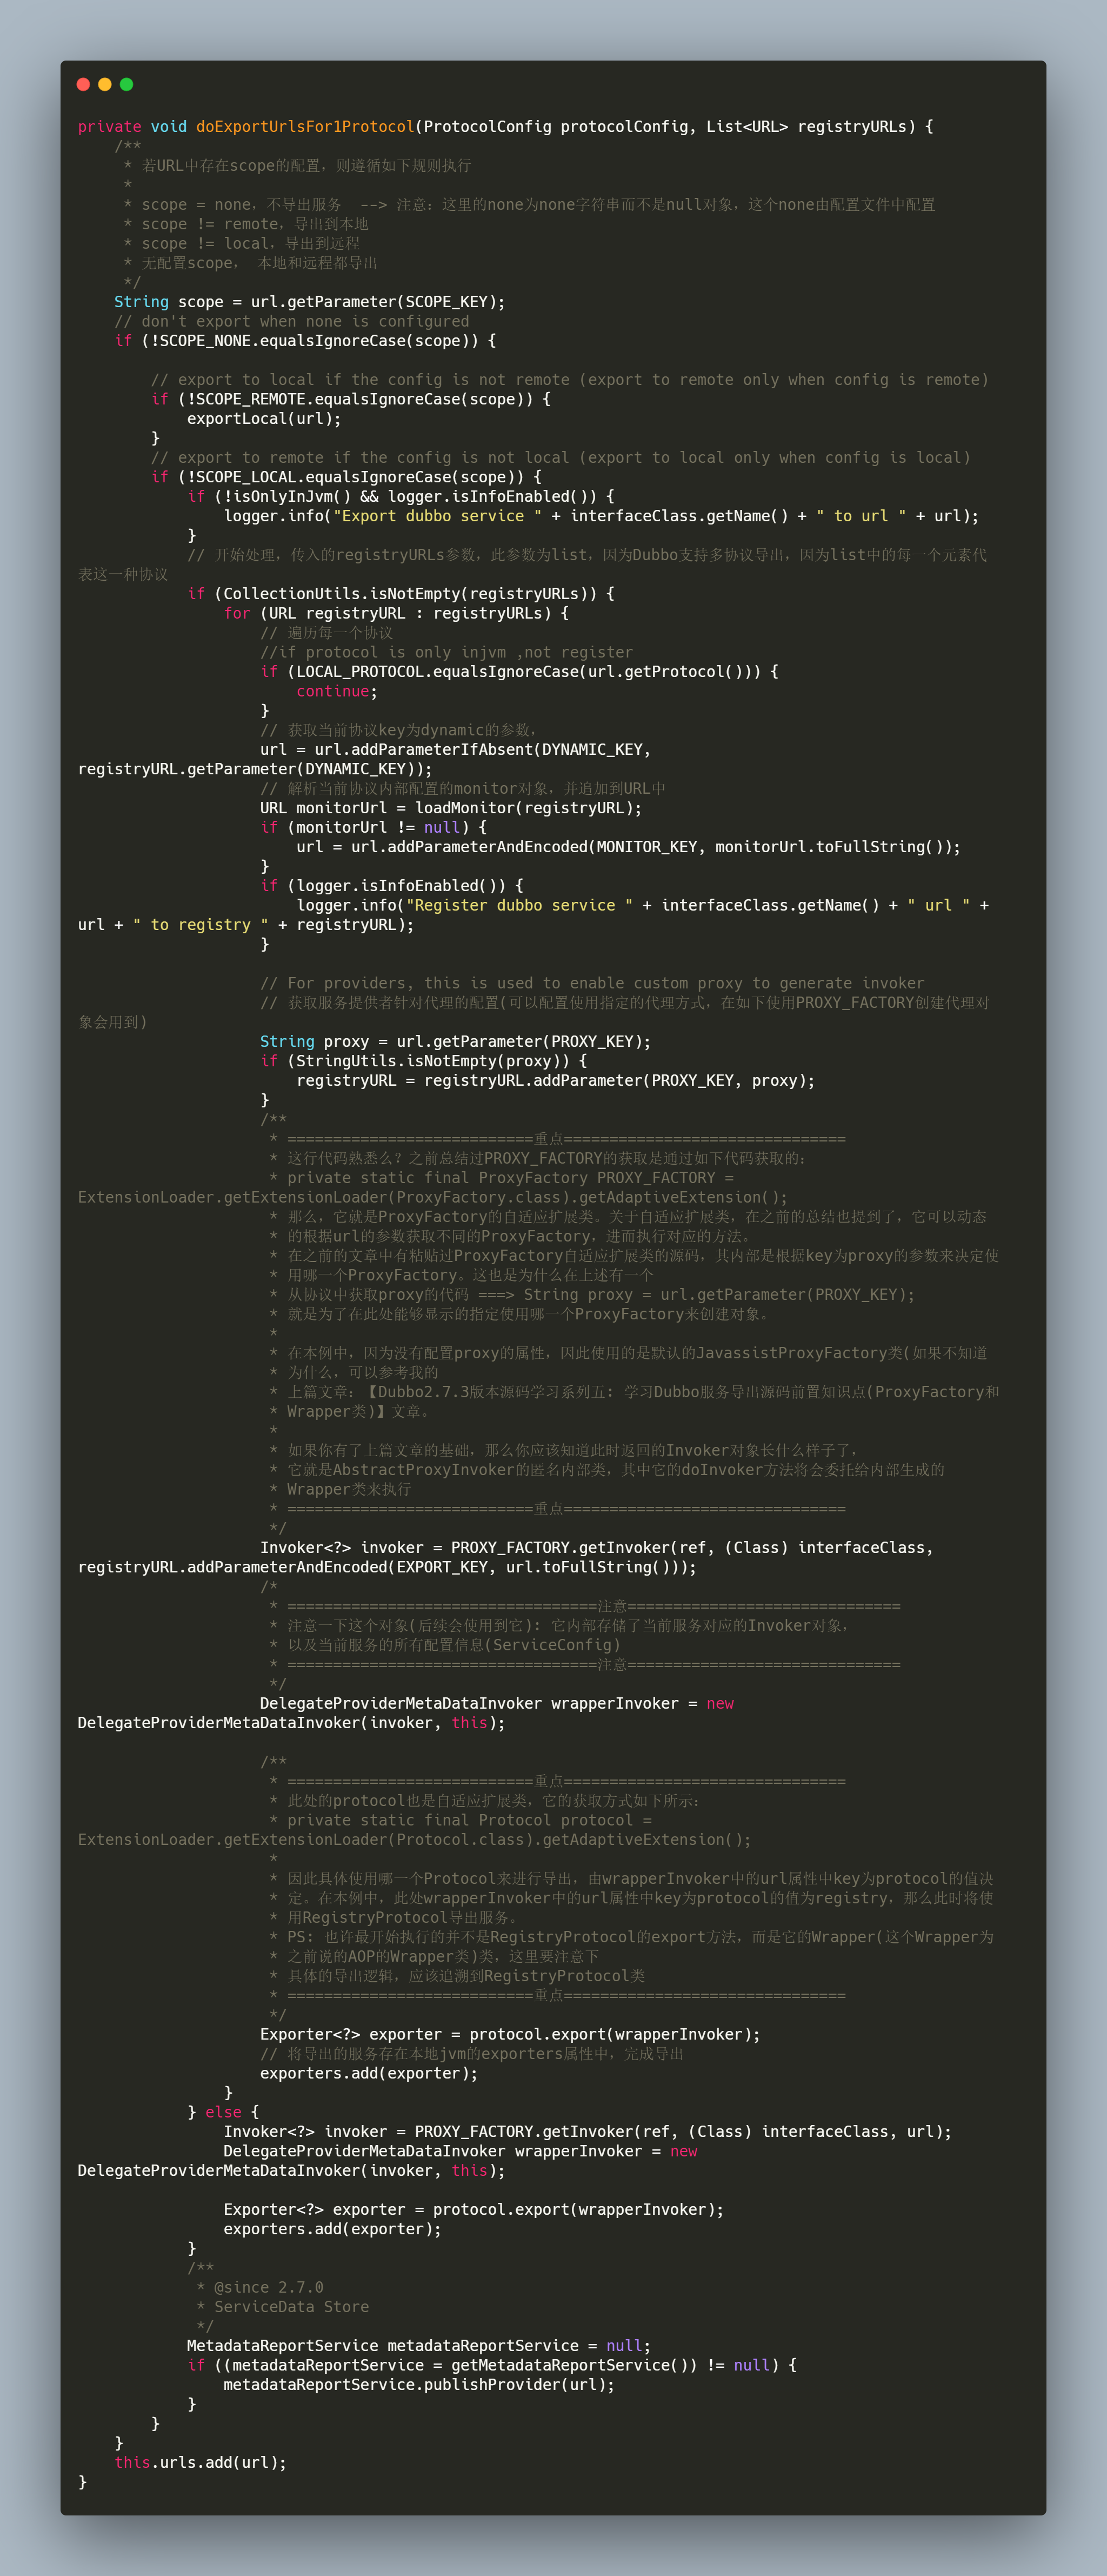 private void doExportUrlsFor1Protocol(ProtocolConfig protocolConfig, List<URL> registryURLs) {
    /**
     * 若URL中存在scope的配置，则遵循如下规则执行
     *
     * scope = none，不导出服务  --> 注意：这里的none为none字符串而不是null对象，这个none由配置文件中配置
     * scope != remote，导出到本地
     * scope != local，导出到远程
     * 无配置scope， 本地和远程都导出
     */
    String scope = url.getParameter(SCOPE_KEY);
    // don't export when none is configured
    if (!SCOPE_NONE.equalsIgnoreCase(scope)) {

        // export to local if the config is not remote (export to remote only when config is remote)
        if (!SCOPE_REMOTE.equalsIgnoreCase(scope)) {
            exportLocal(url);
        }
        // export to remote if the config is not local (export to local only when config is local)
        if (!SCOPE_LOCAL.equalsIgnoreCase(scope)) {
            if (!isOnlyInJvm() && logger.isInfoEnabled()) {
                logger.info("Export dubbo service " + interfaceClass.getName() + " to url " + url);
            }
            // 开始处理，传入的registryURLs参数，此参数为list，因为Dubbo支持多协议导出，因为list中的每一个元素代
表这一种协议
            if (CollectionUtils.isNotEmpty(registryURLs)) {
                for (URL registryURL : registryURLs) {
                    // 遍历每一个协议
                    //if protocol is only injvm ,not register
                    if (LOCAL_PROTOCOL.equalsIgnoreCase(url.getProtocol())) {
                        continue;
                    }
                    // 获取当前协议key为dynamic的参数，
                    url = url.addParameterIfAbsent(DYNAMIC_KEY,
registryURL.getParameter(DYNAMIC_KEY));
                    // 解析当前协议内部配置的monitor对象，并追加到URL中
                    URL monitorUrl = loadMonitor(registryURL);
                    if (monitorUrl != null) {
                        url = url.addParameterAndEncoded(MONITOR_KEY, monitorUrl.toFullString());
                    }
                    if (logger.isInfoEnabled()) {
                        logger.info("Register dubbo service " + interfaceClass.getName() + " url " +
url + " to registry " + registryURL);
                    }

                    // For providers, this is used to enable custom proxy to generate invoker
                    // 获取服务提供者针对代理的配置(可以配置使用指定的代理方式，在如下使用PROXY_FACTORY创建代理对
象会用到)
                    String proxy = url.getParameter(PROXY_KEY);
                    if (StringUtils.isNotEmpty(proxy)) {
                        registryURL = registryURL.addParameter(PROXY_KEY, proxy);
                    }
                    /**
                     * ===========================重点===============================
                     * 这行代码熟悉么？之前总结过PROXY_FACTORY的获取是通过如下代码获取的：
                     * private static final ProxyFactory PROXY_FACTORY =
ExtensionLoader.getExtensionLoader(ProxyFactory.class).getAdaptiveExtension();
                     * 那么，它就是ProxyFactory的自适应扩展类。关于自适应扩展类，在之前的总结也提到了，它可以动态
                     * 的根据url的参数获取不同的ProxyFactory，进而执行对应的方法。
                     * 在之前的文章中有粘贴过ProxyFactory自适应扩展类的源码，其内部是根据key为proxy的参数来决定使
                     * 用哪一个ProxyFactory。这也是为什么在上述有一个
                     * 从协议中获取proxy的代码 ===> String proxy = url.getParameter(PROXY_KEY);
                     * 就是为了在此处能够显示的指定使用哪一个ProxyFactory来创建对象。
                     *
                     * 在本例中，因为没有配置proxy的属性，因此使用的是默认的JavassistProxyFactory类(如果不知道
                     * 为什么，可以参考我的
                     * 上篇文章：【Dubbo2.7.3版本源码学习系列五: 学习Dubbo服务导出源码前置知识点(ProxyFactory和
                     * Wrapper类)】文章。
                     *
                     * 如果你有了上篇文章的基础，那么你应该知道此时返回的Invoker对象长什么样子了，
                     * 它就是AbstractProxyInvoker的匿名内部类，其中它的doInvoker方法将会委托给内部生成的
                     * Wrapper类来执行
                     * ===========================重点===============================
                     */
                    Invoker<?> invoker = PROXY_FACTORY.getInvoker(ref, (Class) interfaceClass,
registryURL.addParameterAndEncoded(EXPORT_KEY, url.toFullString()));
                    /*
                     * ==================================注意==============================
                     * 注意一下这个对象(后续会使用到它): 它内部存储了当前服务对应的Invoker对象，
                     * 以及当前服务的所有配置信息(ServiceConfig)
                     * ==================================注意==============================
                     */
                    DelegateProviderMetaDataInvoker wrapperInvoker = new
DelegateProviderMetaDataInvoker(invoker, this);

                    /**
                     * ===========================重点===============================
                     * 此处的protocol也是自适应扩展类，它的获取方式如下所示：
                     * private static final Protocol protocol =
ExtensionLoader.getExtensionLoader(Protocol.class).getAdaptiveExtension();
                     *
                     * 因此具体使用哪一个Protocol来进行导出，由wrapperInvoker中的url属性中key为protocol的值决
                     * 定。在本例中，此处wrapperInvoker中的url属性中key为protocol的值为registry，那么此时将使
                     * 用RegistryProtocol导出服务。
                     * PS: 也许最开始执行的并不是RegistryProtocol的export方法，而是它的Wrapper(这个Wrapper为
                     * 之前说的AOP的Wrapper类)类，这里要注意下
                     * 具体的导出逻辑，应该追溯到RegistryProtocol类
                     * ===========================重点===============================
                     */
                    Exporter<?> exporter = protocol.export(wrapperInvoker);
                    // 将导出的服务存在本地jvm的exporters属性中，完成导出
                    exporters.add(exporter);
                }
            } else {
                Invoker<?> invoker = PROXY_FACTORY.getInvoker(ref, (Class) interfaceClass, url);
                DelegateProviderMetaDataInvoker wrapperInvoker = new
DelegateProviderMetaDataInvoker(invoker, this);

                Exporter<?> exporter = protocol.export(wrapperInvoker);
                exporters.add(exporter);
            }
            /**
             * @since 2.7.0
             * ServiceData Store
             */
            MetadataReportService metadataReportService = null;
            if ((metadataReportService = getMetadataReportService()) != null) {
                metadataReportService.publishProvider(url);
            }
        }
    }
    this.urls.add(url);
}